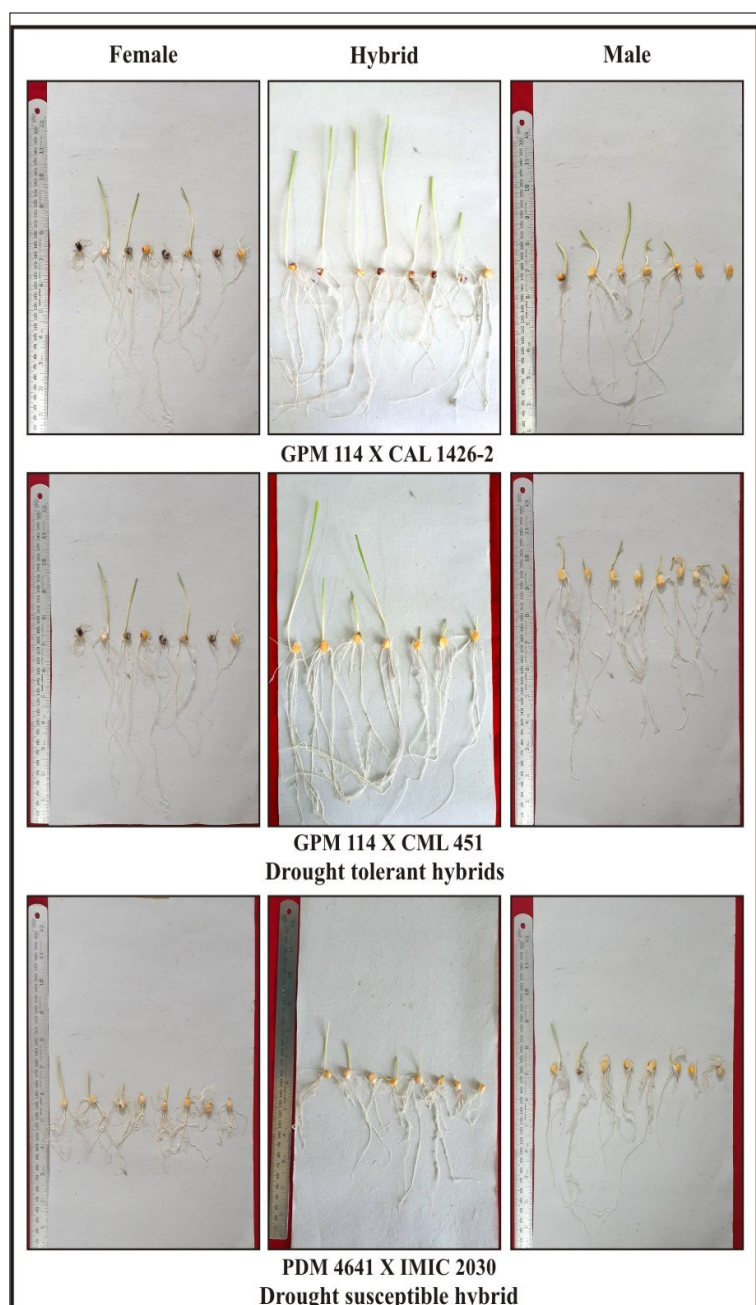 Female Hybrid Male
GPM 114 X CAL 1426-2
GPM 114 X CML 451
Drought tolerant hybrids
PDM 4641 X IMIC 2030
Drought susceptible hybrid